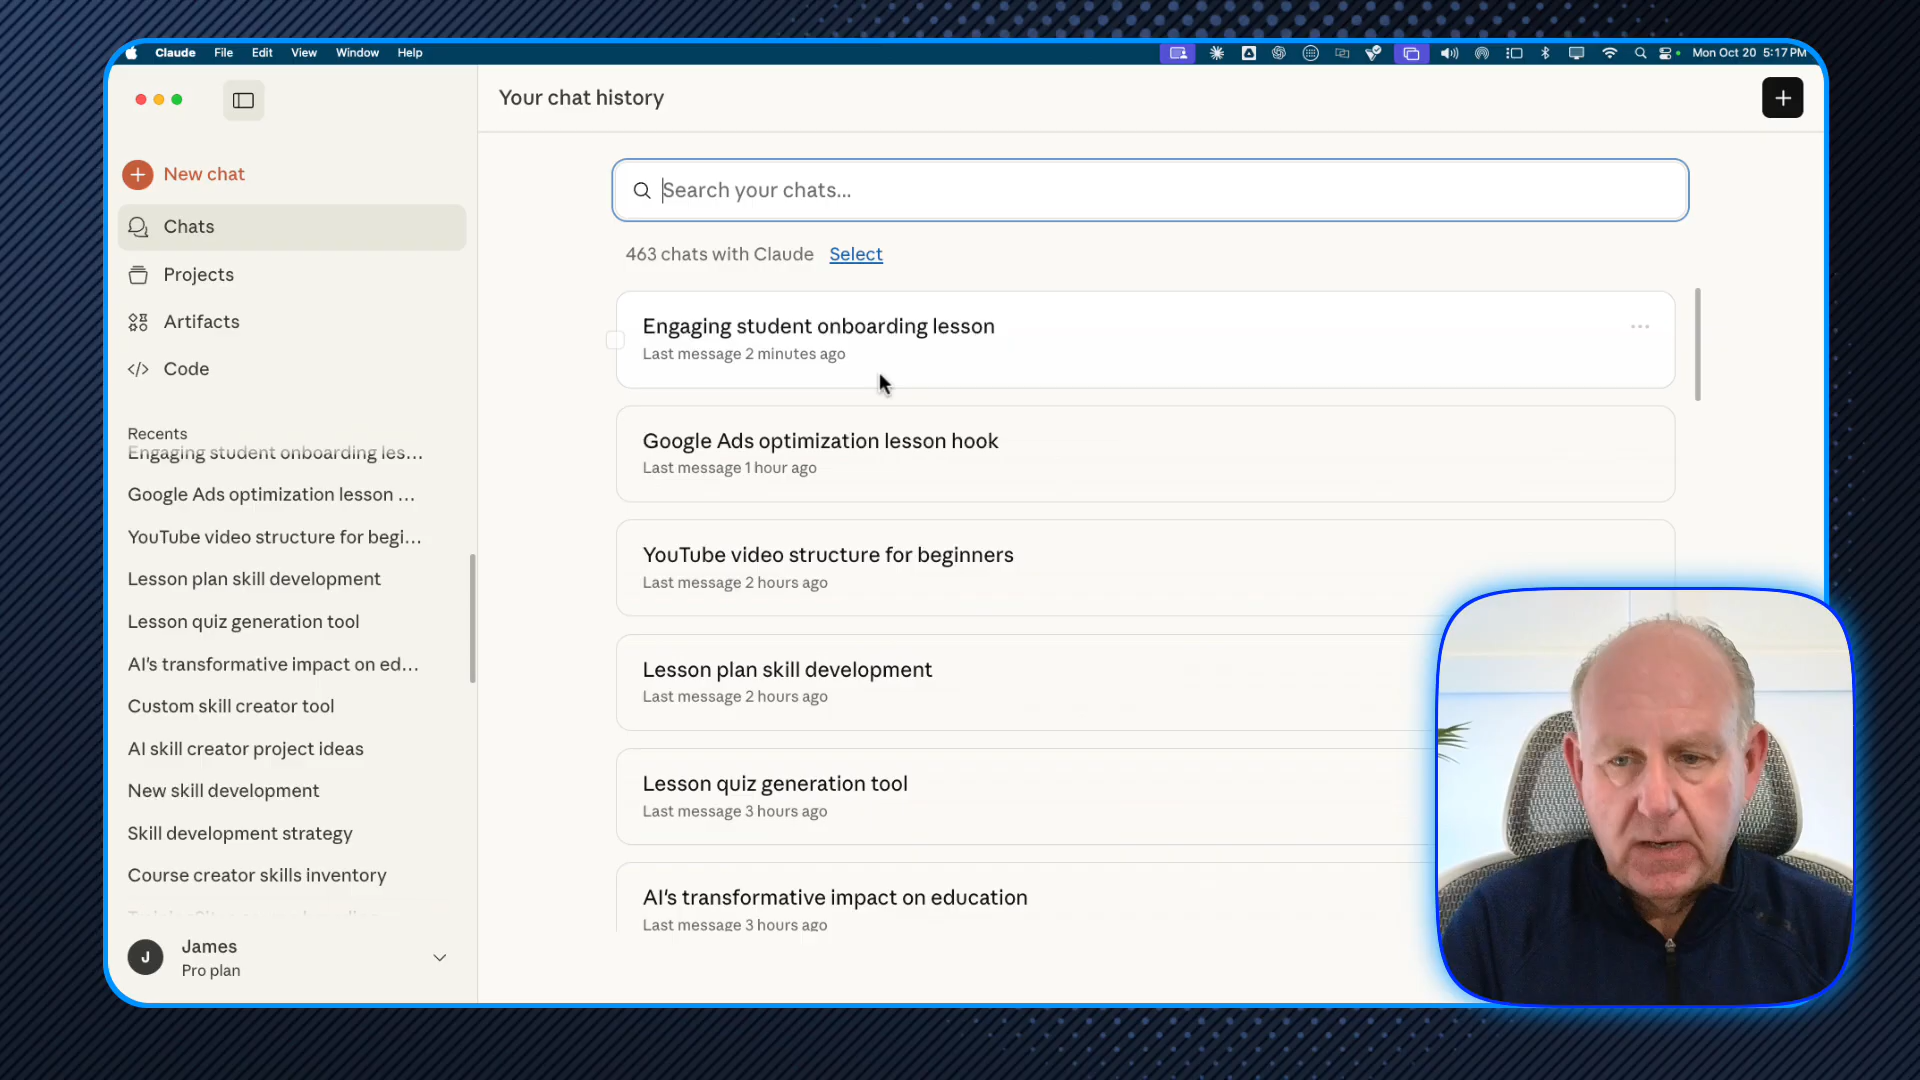 Claude File Edit View Window Help
Mon Oct 20 5:17 PM
Your chat history
New chat
Chats
Projects
Artifacts
Code
Recents
Engaging student onboarding les...
Google Ads optimization lesson ...
YouTube video structure for begi...
Lesson plan skill development
Lesson quiz generation tool
AI's transformative impact on ed...
Custom skill creator tool
AI skill creator project ideas
New skill development
Skill development strategy
Course creator skills inventory
J
James
Pro plan
Search your chats...
463 chats with Claude Select
Engaging student onboarding lesson
Last message 2 minutes ago
Google Ads optimization lesson hook
Last message 1 hour ago
YouTube video structure for beginners
Last message 2 hours ago
Lesson plan skill development
Last message 2 hours ago
Lesson quiz generation tool
Last message 3 hours ago
AI's transformative impact on education
Last message 3 hours ago